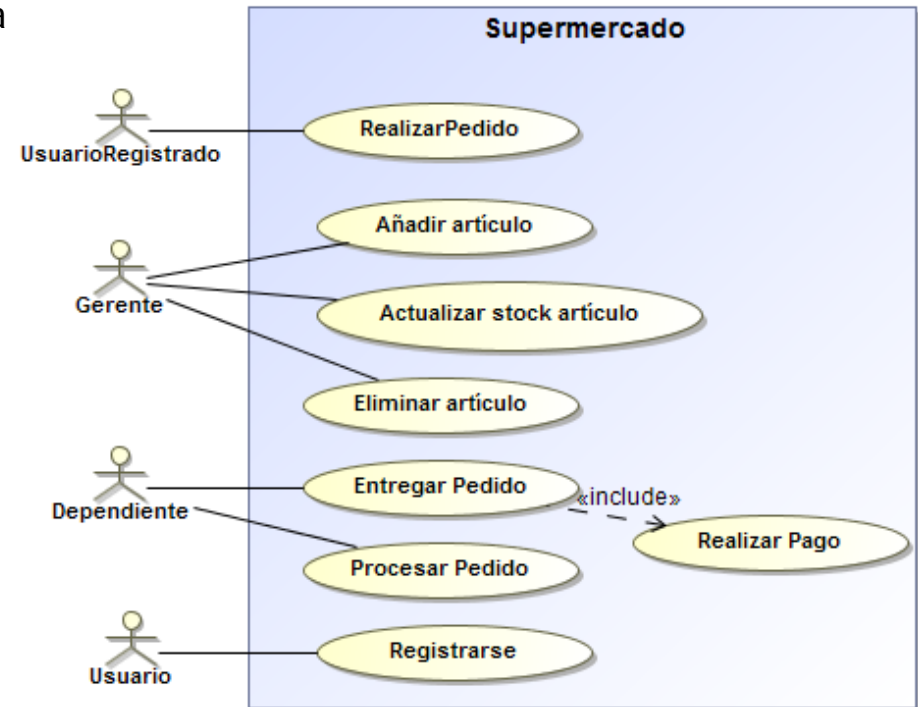 a
Supermercado
RealizarPedido
UsuarioRegistrado
Añadir artículo
Gerente
Actualizar stock artículo
Eliminar artículo
Entregar Pedido
«include»
Dependiente
Realizar Pago
Procesar Pedido
Registrarse
Usuario